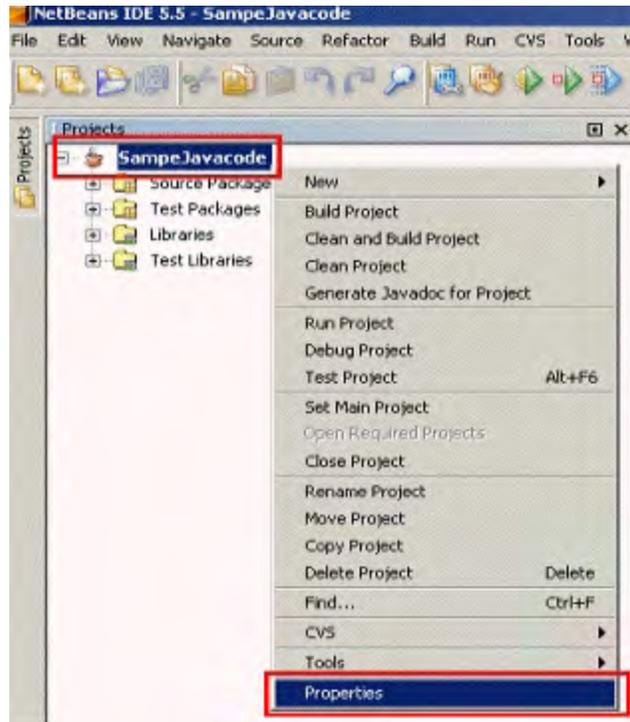 NetBeans IDE 5.5 - SampeJavacode
File Edit View Navigate Source Refactor Build Run CVS Tools
Projects
Projects
SampeJavacode
Source Package
Test Packages
Libraries
Test Libraries
New
Build Project
Clean and Build Project
Clean Project
Generate Javadoc for Project
Run Project
Debug Project
Test Project Alt+F6
Set Main Project
Open Required Projects
Close Project
Rename Project
Move Project
Copy Project
Delete Project Delete
Find... Ctrl+F
CVS
Tools
Properties